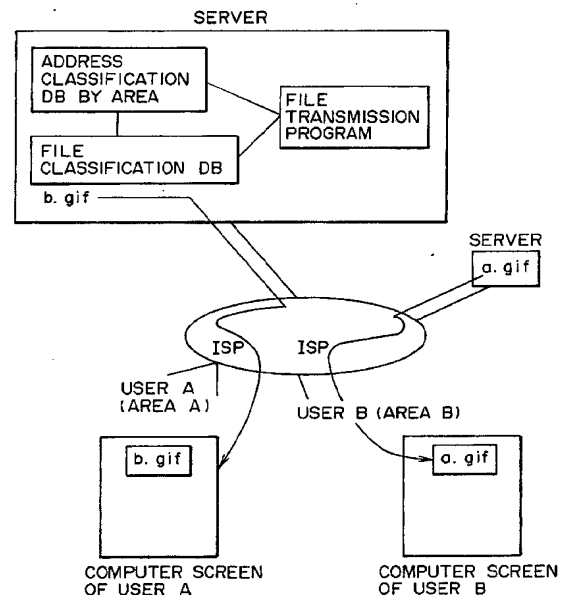 SERVER
ADDRESS
CLASSIFICATION
DB BY AREA
FILE
TRANSMISSION
PROGRAM
FILE
CLASSIFICATION DB
b. gif
SERVER
a. gif
ISP
ISP
USER A
(AREA A)
USER B (AREA B)
b. gif
a. gif
COMPUTER SCREEN
OF USER A
COMPUTER SCREEN
OF USER B